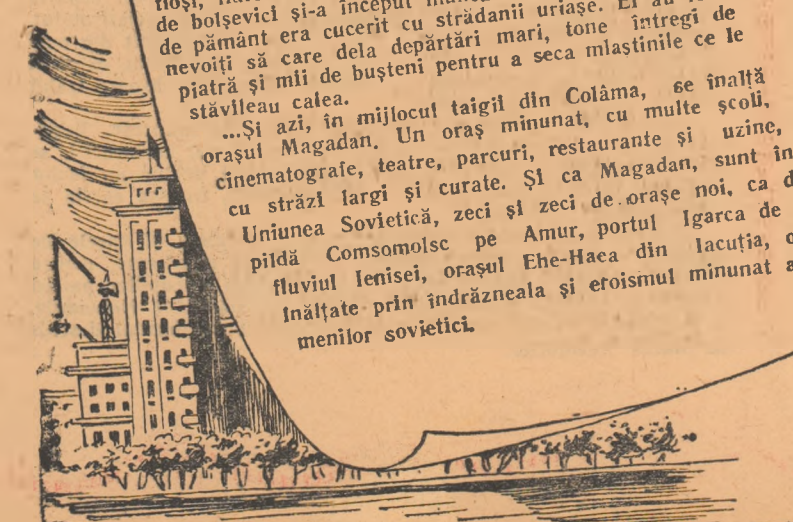 de bolșevici și-a început
de pământ era cucerit cu strădanii uriașe. Ei au
nevoiți să care dela depărtări mari, tone întregi de
piatră și mii de bușteni pentru a seca mlaștinile ce le
stăvileau calea.
...Și azi, în mijlocul taigii din Colâma, se înalță
orașul Magadan. Un oraș minunat, cu multe școli,
cinematografe, teatre, parcuri, restaurante și uzine,
cu străzi largi și curate. Și ca Magadan, sunt în
Uniunea Sovietică, zeci și zeci de orașe noi, ca d
pildă Comsomolsc pe Amur, portul Igarca de
fluviul Ienisei, orașul Ehe-Haea din Iacuția,
înălțate prin îndrăzneala și eroismul minunat a
menilor sovietici.